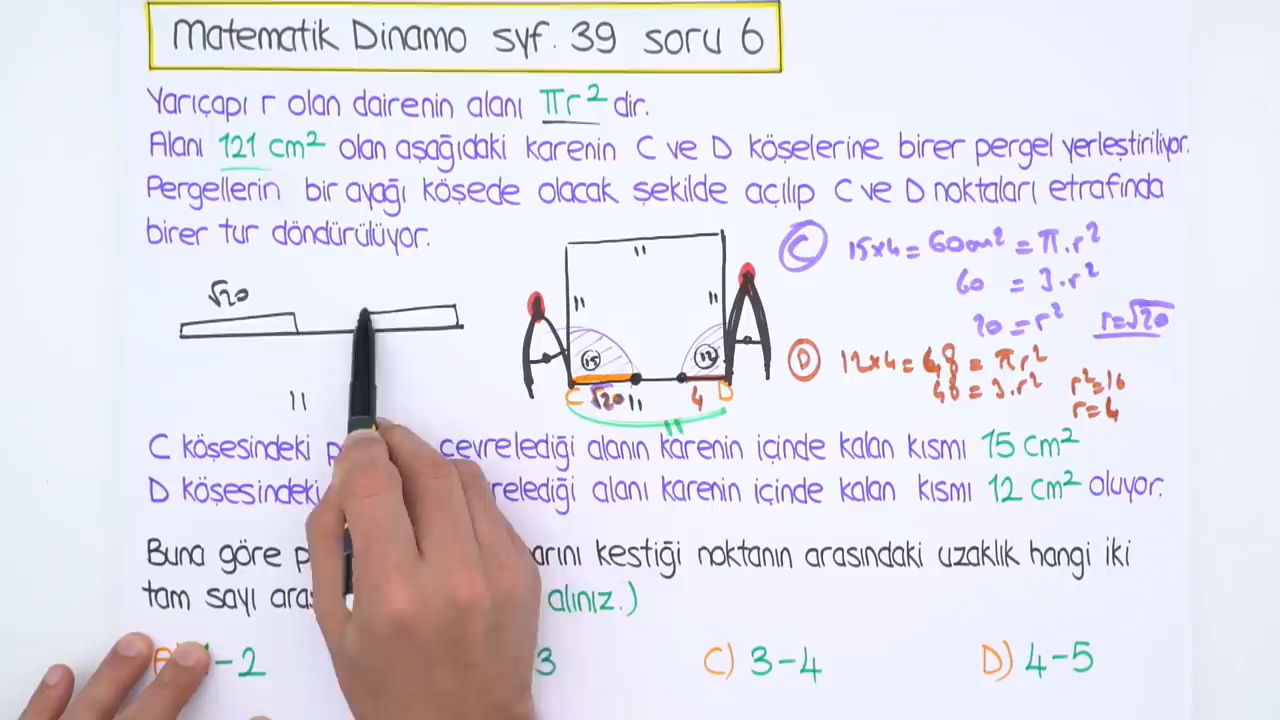 Matematik Dinamo syf. 39 soru 6
Yarıçapı r olan dairenin alanı πr² dir.
Alanı 121 cm² olan aşağıdaki karenin C ve D köşelerine birer pergel yerleştiriliyor.
Pergellerin bir ayağı köşede olacak şekilde açılıp C ve D noktaları etrafında
birer tur döndürülüyor.
√20
11
11
11
11
15
12
C
√20
11
4
D
11
C 15x4 = 60cm² = π.r²
60 = 3.r²
20 = r² r=√20
D 12x4 = 48 = πr²
48 = 3.r² r²=16
r=4
C köşesindeki çevrelediği alanın karenin içinde kalan kısmı 15 cm²
D köşesindeki alanı karenin içinde kalan kısmı 12 cm² oluyor.
Buna göre kestiği noktanın arasındaki uzaklık hangi iki
tam sayı alınız.)
-2
3
C) 3-4
D) 4-5